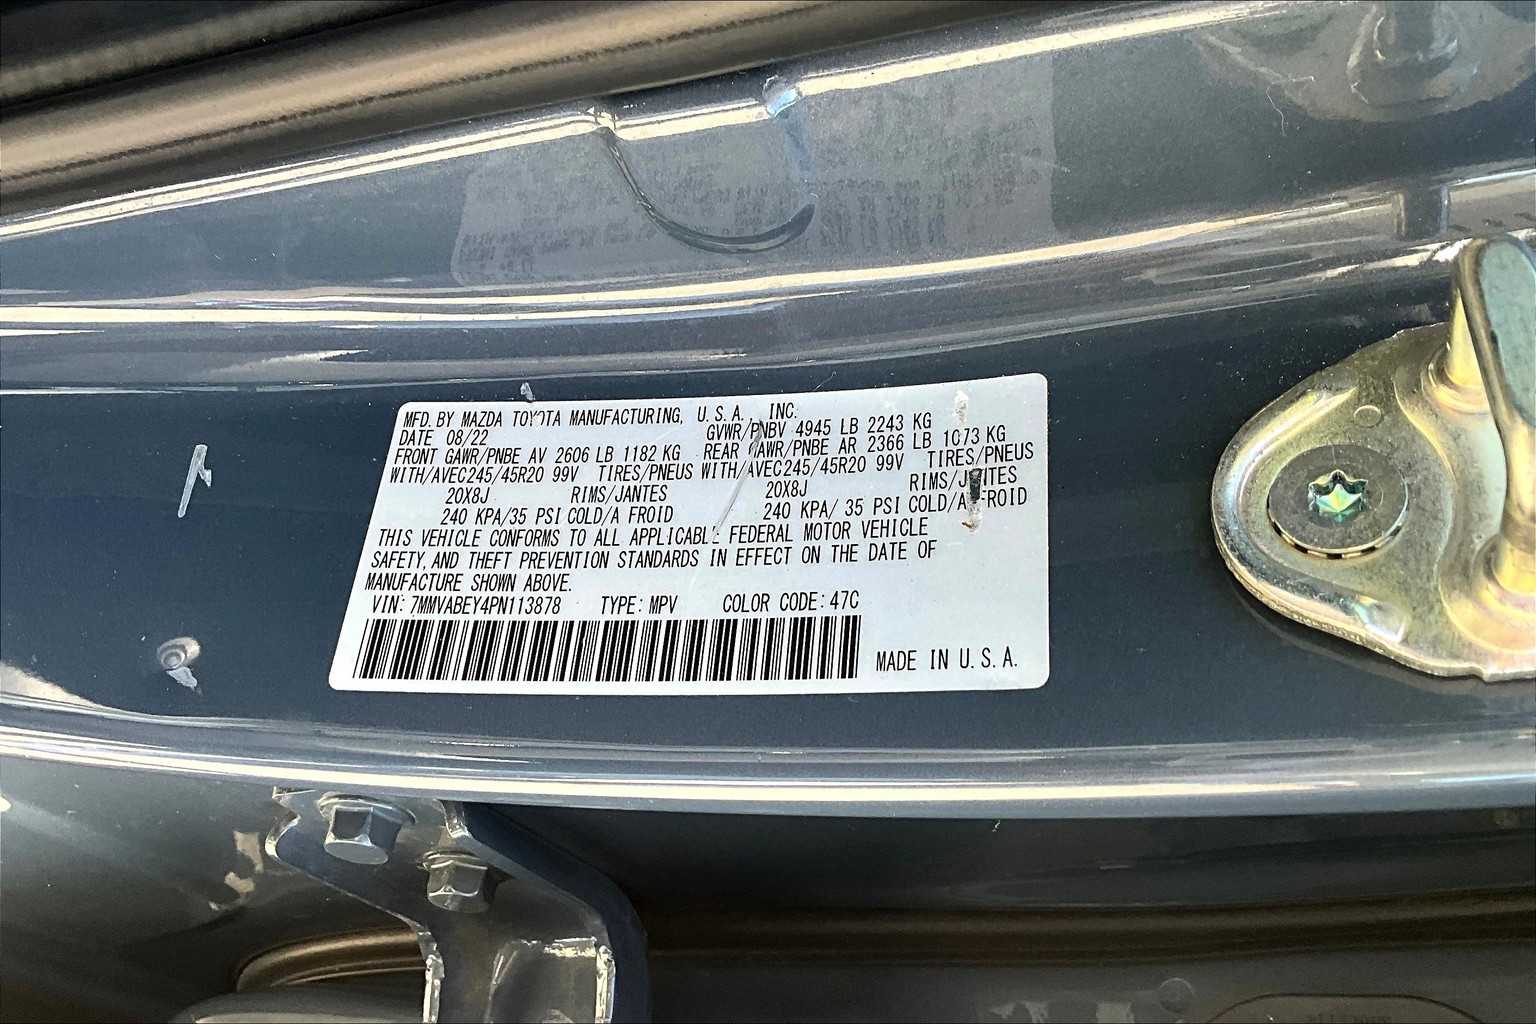 MFD. BY MAZDA TOYOTA MANUFACTURING, U.S.A. INC.
DATE 08/22 GVWR/PNBV 4945 LB 2243 KG
FRONT GAWR/PNBE AV 2606 LB 1182 KG REAR GAWR/PNBE AR 2366 LB 1073 KG
WITH/AVEC245/45R20 99V TIRES/PNEUS WITH/AVEC245/45R20 99V TIRES/PNEUS
20X8J RIMS/JANTES 20X8J RIMS/JANTES
240 KPA/35 PSI COLD/A FROID 240 KPA/ 35 PSI COLD/A FROID
THIS VEHICLE CONFORMS TO ALL APPLICABLE FEDERAL MOTOR VEHICLE
SAFETY, AND THEFT PREVENTION STANDARDS IN EFFECT ON THE DATE OF
MANUFACTURE SHOWN ABOVE.
VIN: 7MMVABEY4PN113878 TYPE: MPV COLOR CODE: 47C
MADE IN U.S.A.